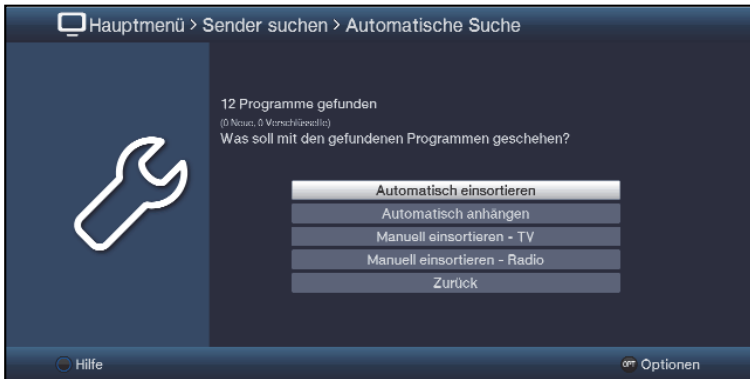 Hauptmenü > Sender suchen > Automatische Suche
12 Programme gefunden
(0 Neue, 0 Verschlüsselte)
Was soll mit den gefundenen Programmen geschehen?
Automatisch einsortieren
Automatisch anhängen
Manuell einsortieren - TV
Manuell einsortieren - Radio
Zurück
Hilfe
OPT Optionen